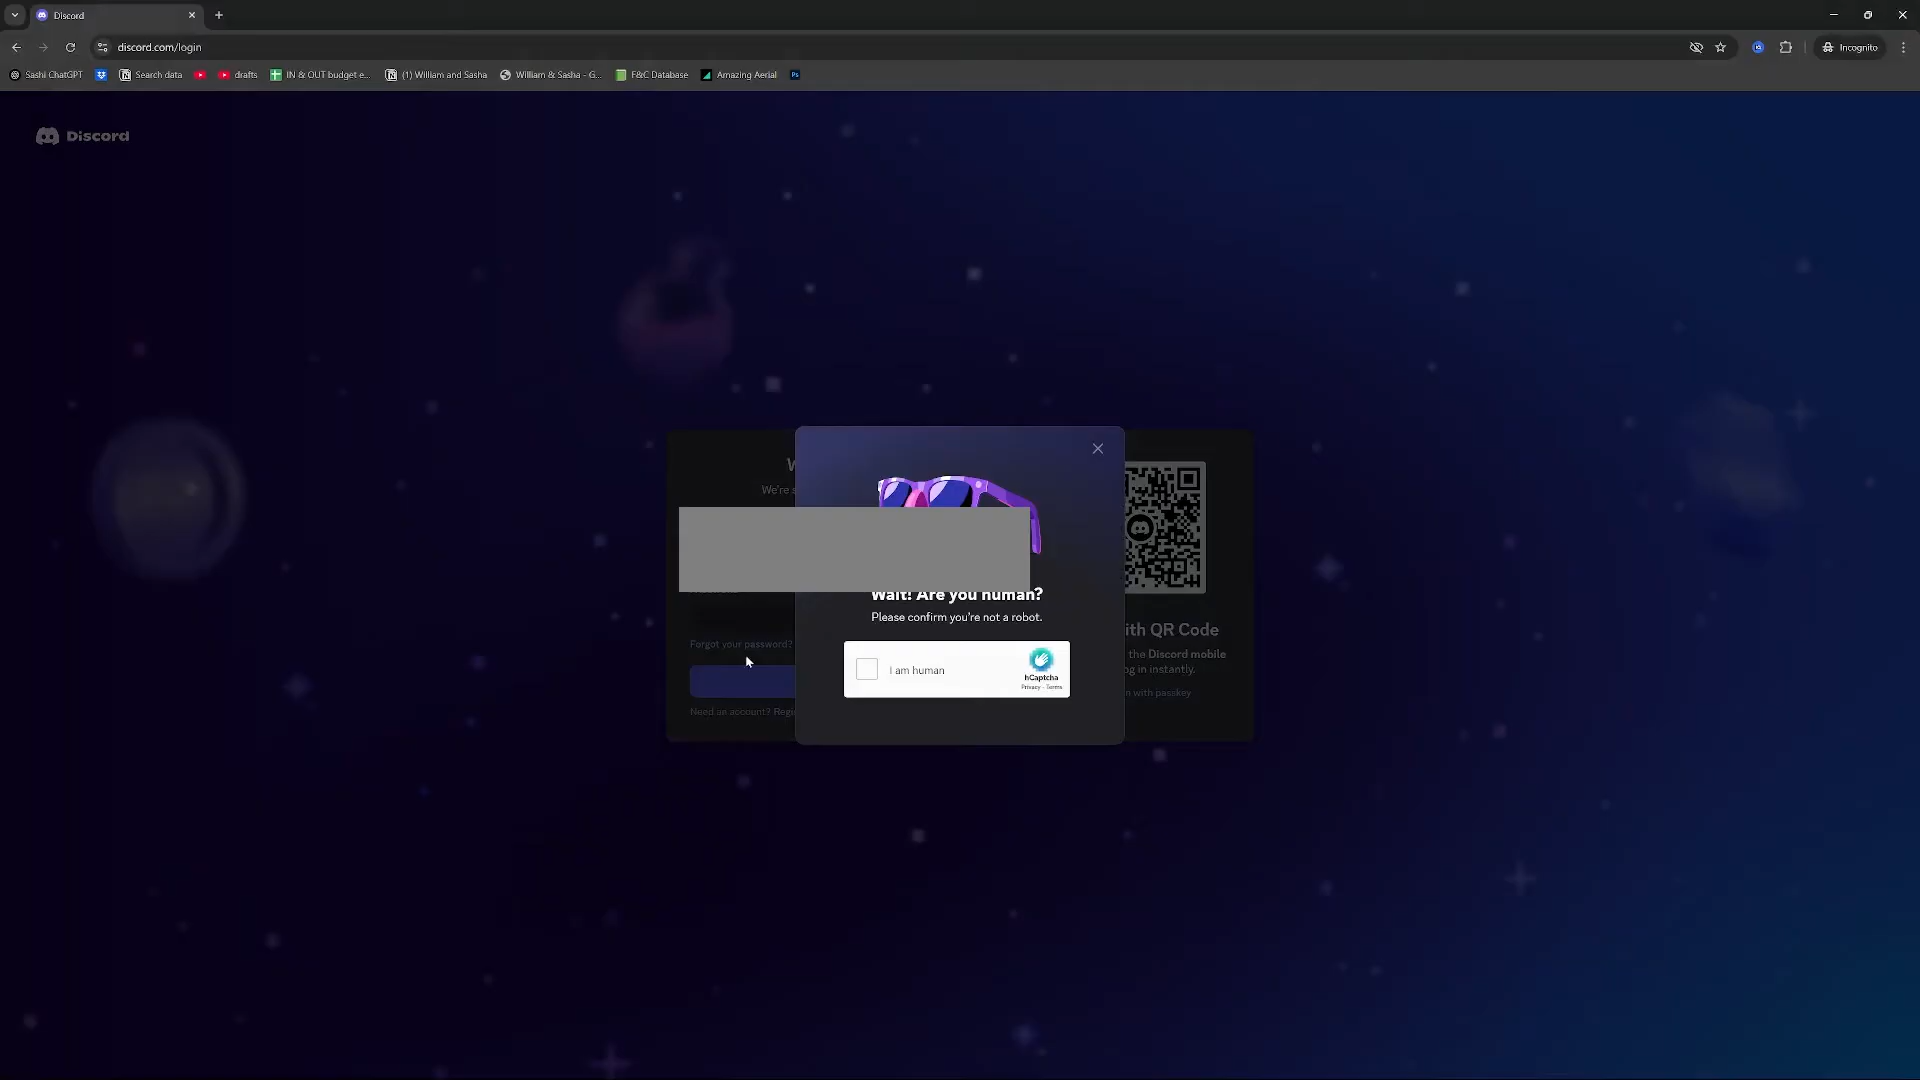 Discord
discord.com/login
Incognito
Sashi ChatGPT
Search data
drafts
IN & OUT budget e...
(1) William and Sasha
William & Sasha - G...
F&C Database
Amazing Aerial
Ps
Discord
W
We're s
Wait! Are you human?
Please confirm you're not a robot.
I am human
hCaptcha
Privacy - Terms
Forgot your password?
Need an account? Regi
ith QR Code
the Discord mobile
og in instantly.
n with passkey